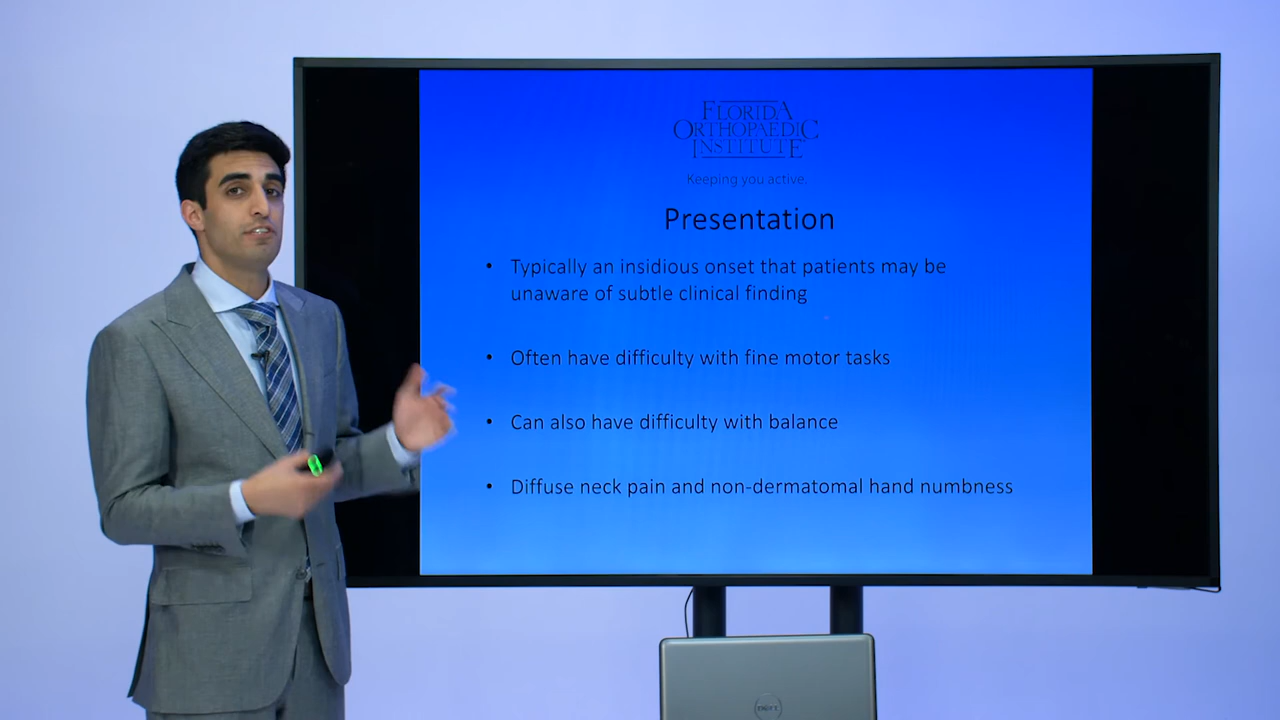 FLORIDA
ORTHOPAEDIC
INSTITUTE
Keeping you active.
Presentation
• Typically an insidious onset that patients may be
unaware of subtle clinical finding
• Often have difficulty with fine motor tasks
• Can also have difficulty with balance
• Diffuse neck pain and non-dermatomal hand numbness
DELL